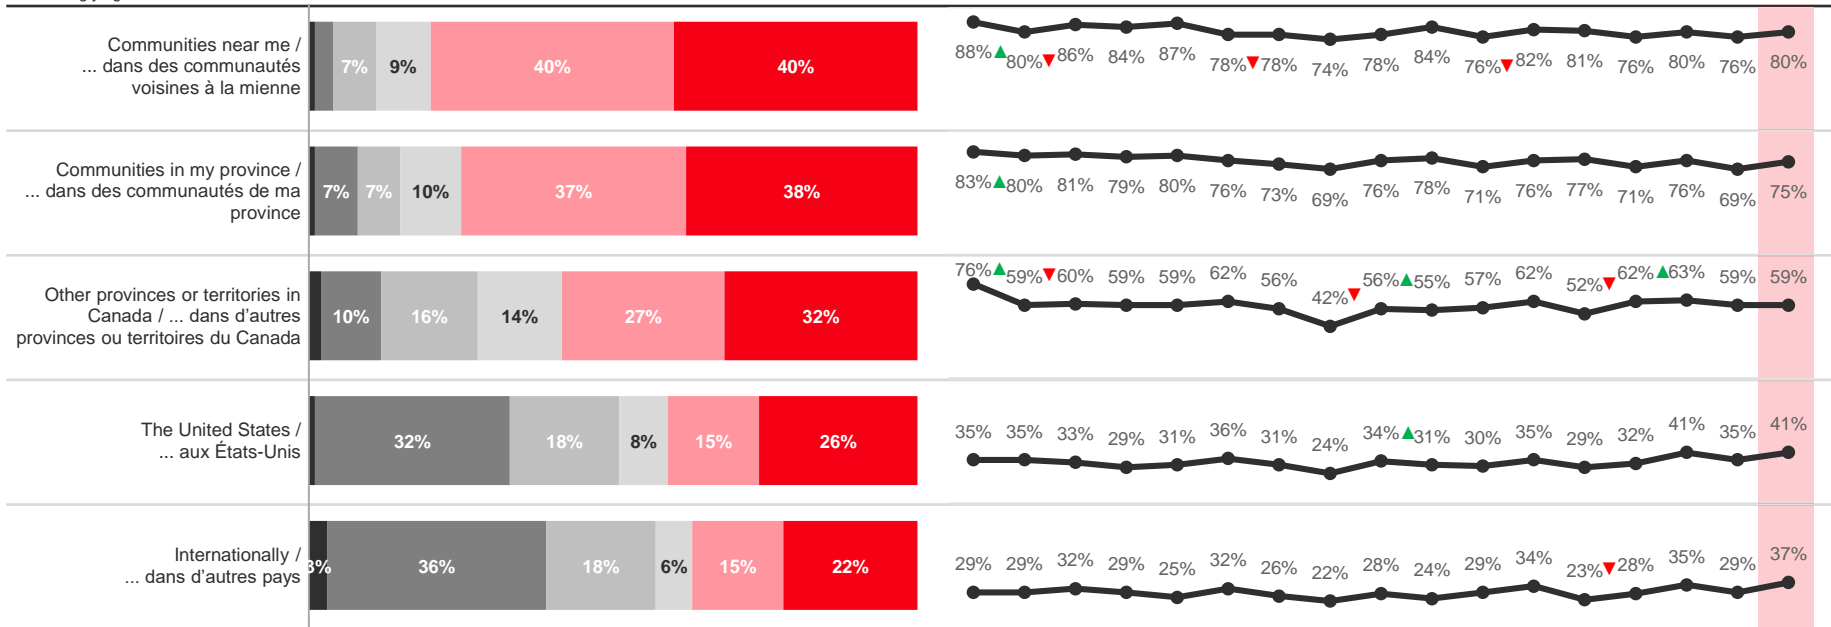 Communities near me /
... dans des communautés
voisines à la mienne
7% 9% 40% 40%
88% 80% 86% 84% 87% 78% 78% 74% 78% 84% 76% 82% 81% 76% 80% 76% 80%
Communities in my province /
... dans des communautés de ma
province
7% 7% 10% 37% 38%
83% 80% 81% 79% 80% 76% 73% 69% 76% 78% 71% 76% 77% 71% 76% 69% 75%
Other provinces or territories in
Canada / ... dans d'autres
provinces ou territoires du Canada
10% 16% 14% 27% 32%
76% 59% 60% 59% 59% 62% 56% 42% 56% 55% 57% 62% 52% 62% 63% 59% 59%
The United States /
... aux États-Unis
32% 18% 8% 15% 26%
35% 35% 33% 29% 31% 36% 31% 24% 34% 31% 30% 35% 29% 32% 41% 35% 41%
Internationally /
... dans d'autres pays
3% 36% 18% 6% 15% 22%
29% 29% 32% 29% 25% 32% 26% 22% 28% 24% 29% 34% 23% 28% 35% 29% 37%